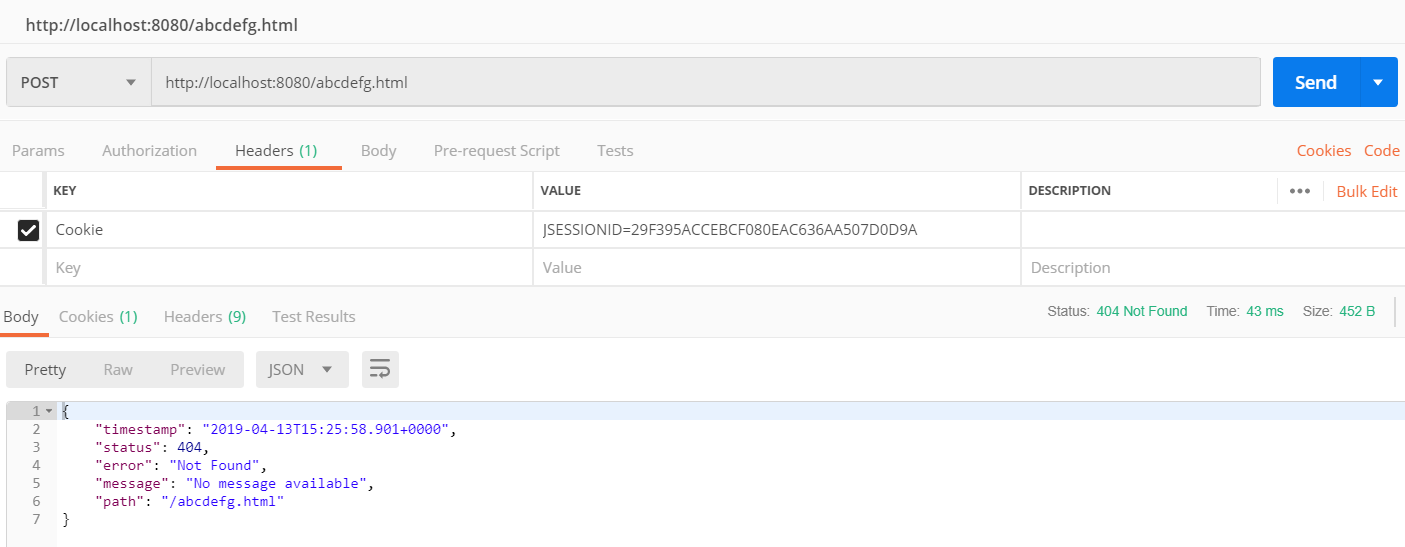 http://localhost:8080/abcdefg.html
POST http://localhost:8080/abcdefg.html Send
Params Authorization Headers (1) Body Pre-request Script Tests Cookies Code
KEY VALUE DESCRIPTION ••• Bulk Edit
Cookie JSESSIONID=29F395ACCEBCF080EAC636AA507D0D9A
Key Value Description
Body Cookies (1) Headers (9) Test Results Status: 404 Not Found Time: 43 ms Size: 452 B
Pretty Raw Preview JSON
1 {
2 "timestamp": "2019-04-13T15:25:58.901+0000",
3 "status": 404,
4 "error": "Not Found",
5 "message": "No message available",
6 "path": "/abcdefg.html"
7 }